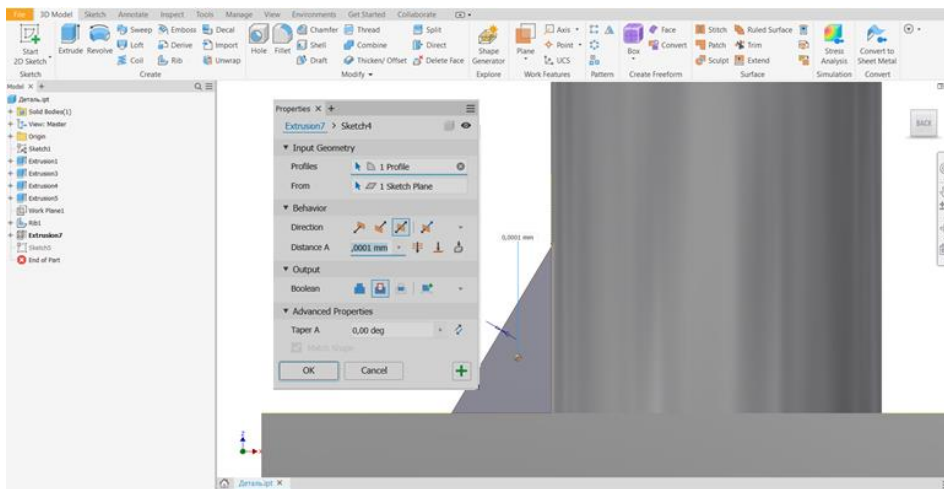 File 3D Model Sketch Annotate Inspect Tools Manage View Environments Get Started Collaborate
Start 2D Sketch
Extrude Revolve
Sweep Emboss Decal
Loft Derive Import
Coil Rib Unwrap
Hole Fillet
Chamfer Thread Split
Shell Combine Direct
Draft Thicken/ Offset Delete Face
Shape Generator
Plane
Axis
Point
UCS
Box
Face
Convert
Stitch Ruled Surface
Patch Trim
Sculpt Extend
Stress Analysis
Convert to Sheet Metal
Sketch Create Modify Explore Work Features Pattern Create Freeform Surface Simulation Convert
Model × +
Деталь.ipt
Solid Bodies(1)
View: Master
Origin
Sketch1
Extrusion1
Extrusion3
Extrusion4
Extrusion5
Work Plane1
Rib1
Extrusion7
Sketch5
End of Part
Properties × +
Extrusion7 > Sketch4
Input Geometry
Profiles 1 Profile
From 1 Sketch Plane
Behavior
Direction
Distance A ,0001 mm
Output
Boolean
Advanced Properties
Taper A 0,00 deg
Match Shape
OK Cancel
0,0001 mm
BACK
z
x
Деталь.ipt ×